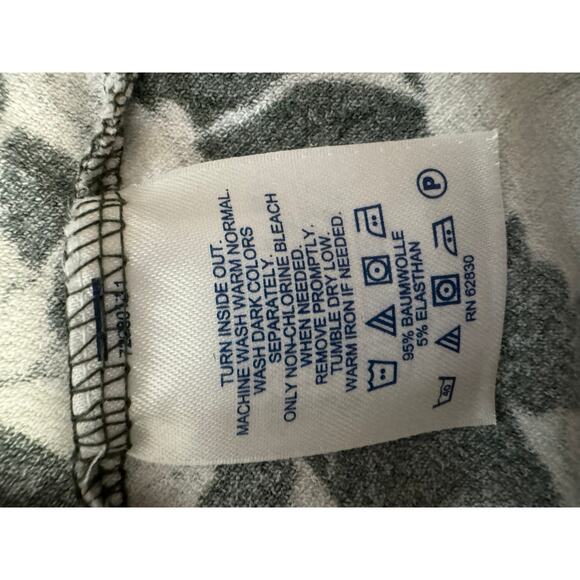 TURN INSIDE OUT.
MACHINE WASH WARM NORMAL.
WASH DARK COLORS
SEPARATELY.
ONLY NON-CHLORINE BLEACH
WHEN NEEDED.
REMOVE PROMPTLY.
TUMBLE DRY LOW.
WARM IRON IF NEEDED.
95% BAUMWOLLE
5% ELASTHAN
40 P
RN 62830